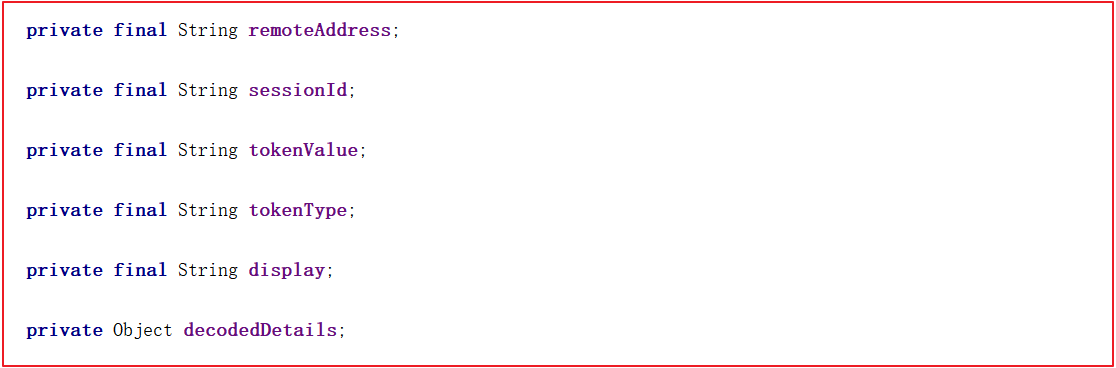 private final String remoteAddress;
private final String sessionId;
private final String tokenValue;
private final String tokenType;
private final String display;
private Object decodedDetails;